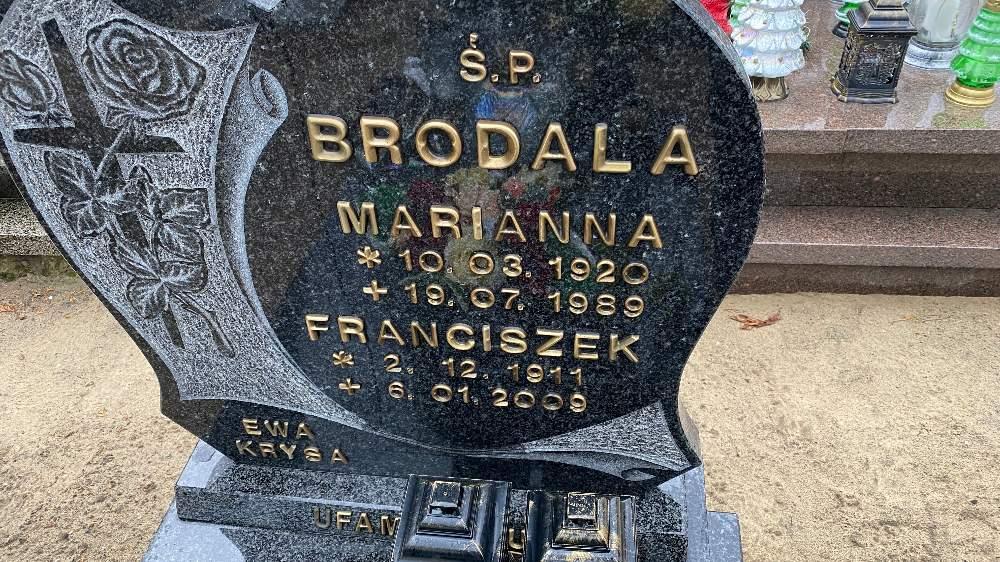 Ś. P.
BRODALA
MARIANNA
* 10. 03. 1920
+ 19. 07. 1989
FRANCISZEK
* 2. 12. 1911
+ 6. 01. 2009
EWA
KRYSA